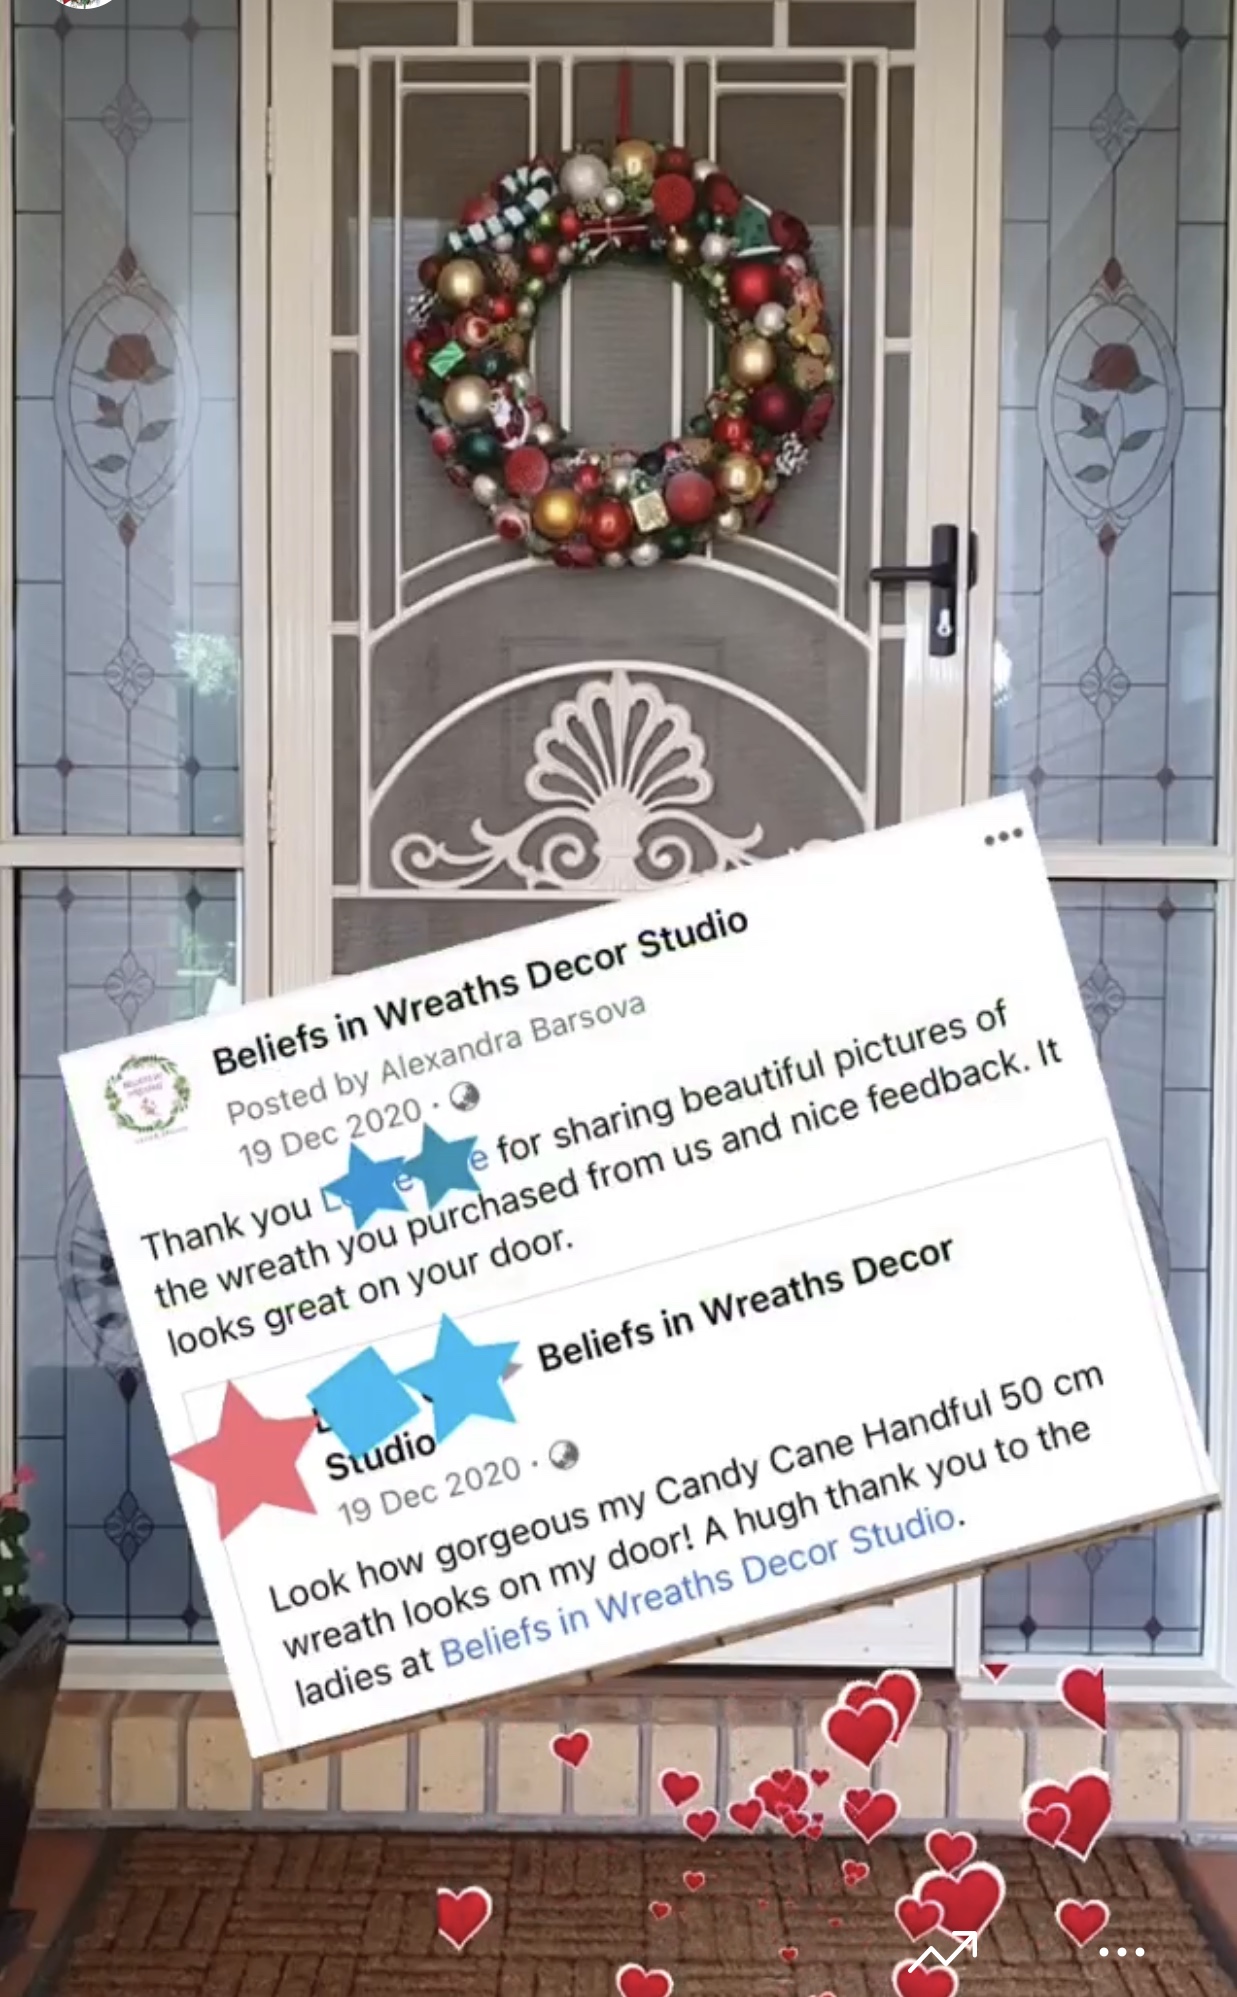 Beliefs in Wreaths Decor Studio
Posted by Alexandra Barsova
19 Dec 2020 ·
Thank you for sharing beautiful pictures of
the wreath you purchased from us and nice feedback. It
looks great on your door.
Beliefs in Wreaths Decor
Studio
19 Dec 2020 ·
Look how gorgeous my Candy Cane Handful 50 cm
wreath looks on my door! A hugh thank you to the
ladies at Beliefs in Wreaths Decor Studio.